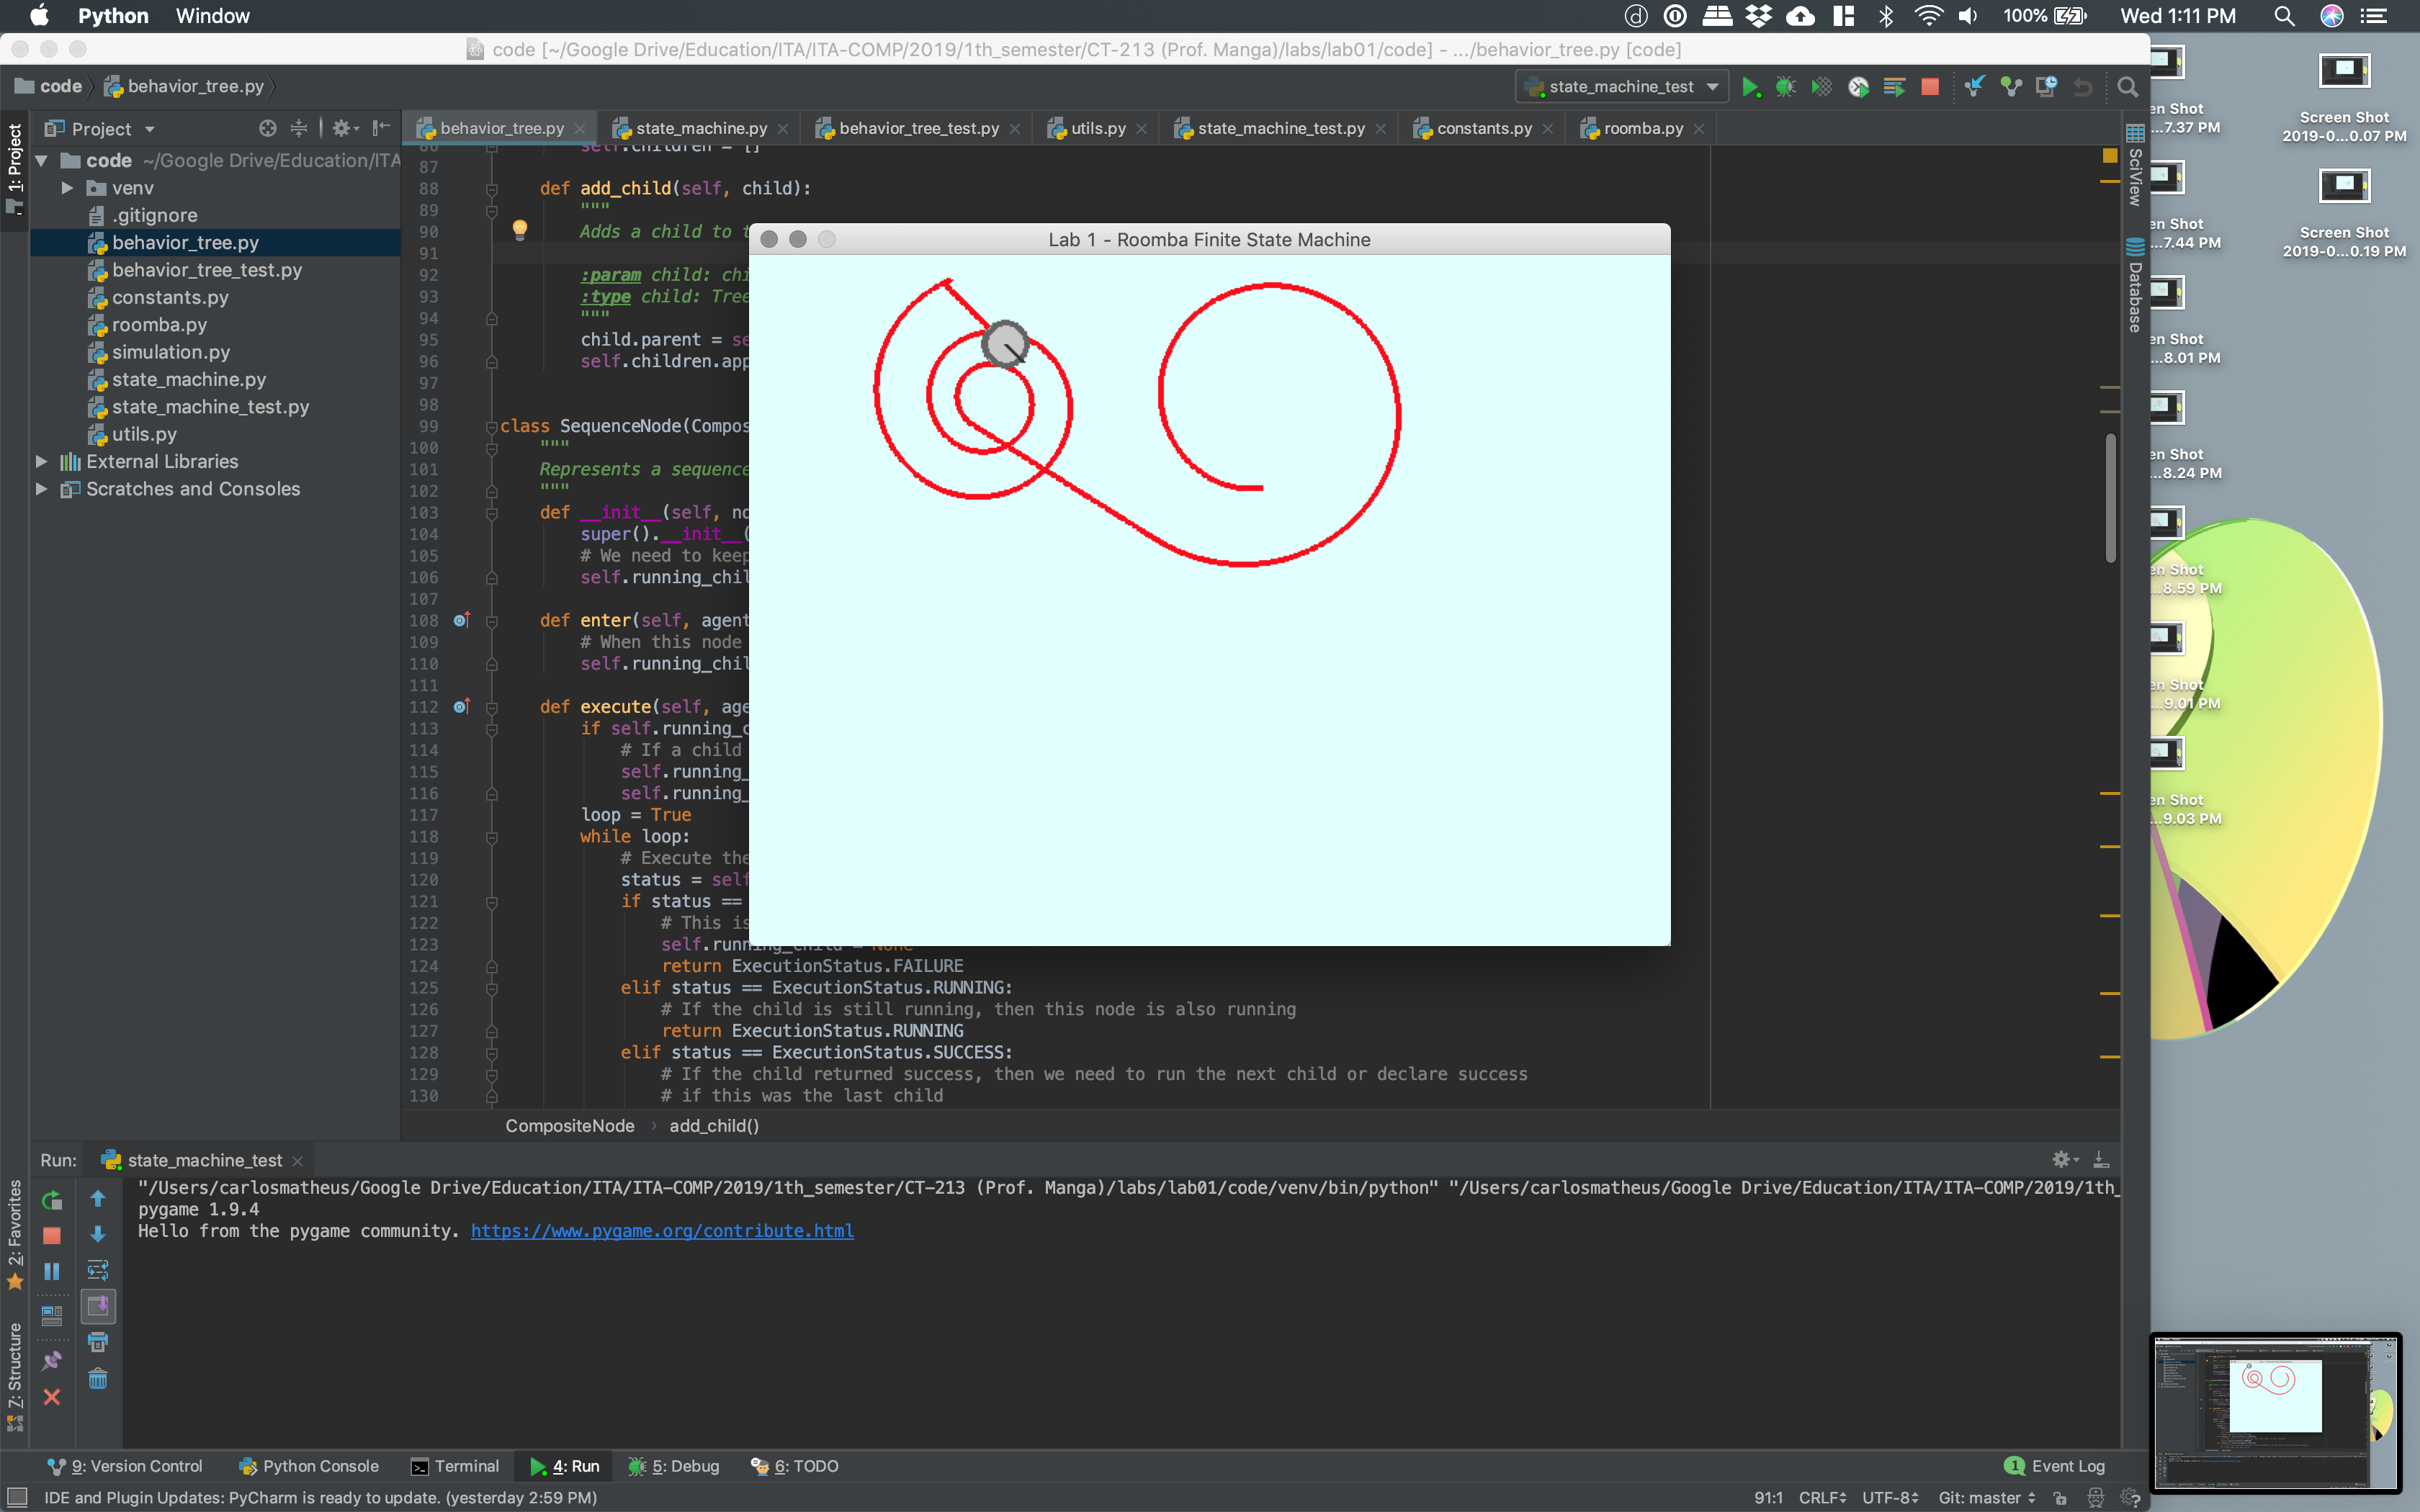 Python Window
100% Wed 1:11 PM
code [~/Google Drive/Education/ITA/ITA-COMP/2019/1th_semester/CT-213 (Prof. Manga)/labs/lab01/code] - .../behavior_tree.py [code]
code behavior_tree.py
state_machine_test
Project
behavior_tree.py state_machine.py behavior_tree_test.py utils.py state_machine_test.py constants.py roomba.py
1: Project
code ~/Google Drive/Education/ITA
venv
.gitignore
behavior_tree.py
behavior_tree_test.py
constants.py
roomba.py
simulation.py
state_machine.py
state_machine_test.py
utils.py
External Libraries
Scratches and Consoles
86 self.children = []
87
88 def add_child(self, child):
89 """
90 Adds a child to
91
92 :param child:
93 :type child: Tree
94 """
95 child.parent =
96 self.children.app
97
98
99 class SequenceNode(Compos
100 """
101 Represents a sequence
102 """
103 def __init__(self,
104 super().__init__(
105 # We need to keep
106 self.running_chil
107
108 def enter(self, agent
109 # When this node
110 self.running_chil
111
112 def execute(self, age
113 if self.running_c
114 # If a child
115 self.running_
116 self.running_
117 loop = True
118 while loop:
119 # Execute the
120 status = self
121 if status ==
122 # This is
123 self.running_child = None
124 return ExecutionStatus.FAILURE
125 elif status == ExecutionStatus.RUNNING:
126 # If the child is still running, then this node is also running
127 return ExecutionStatus.RUNNING
128 elif status == ExecutionStatus.SUCCESS:
129 # If the child returned success, then we need to run the next child or declare success
130 # if this was the last child
Lab 1 - Roomba Finite State Machine
CompositeNode add_child()
SciView
Database
en Shot
...7.37 PM
en Shot
...7.44 PM
en Shot
...8.01 PM
en Shot
...8.24 PM
en Shot
...8.59 PM
en Shot
...9.01 PM
en Shot
...9.03 PM
Screen Shot
2019-0...0.07 PM
Screen Shot
2019-0...0.19 PM
Run: state_machine_test
"/Users/carlosmatheus/Google Drive/Education/ITA/ITA-COMP/2019/1th_semester/CT-213 (Prof. Manga)/labs/lab01/code/venv/bin/python" "/Users/carlosmatheus/Google Drive/Education/ITA/ITA-COMP/2019/1th_
pygame 1.9.4
Hello from the pygame community. https://www.pygame.org/contribute.html
2: Favorites
7: Structure
9: Version Control Python Console Terminal 4: Run 5: Debug 6: TODO 1 Event Log
IDE and Plugin Updates: PyCharm is ready to update. (yesterday 2:59 PM) 91:1 CRLF UTF-8 Git: master